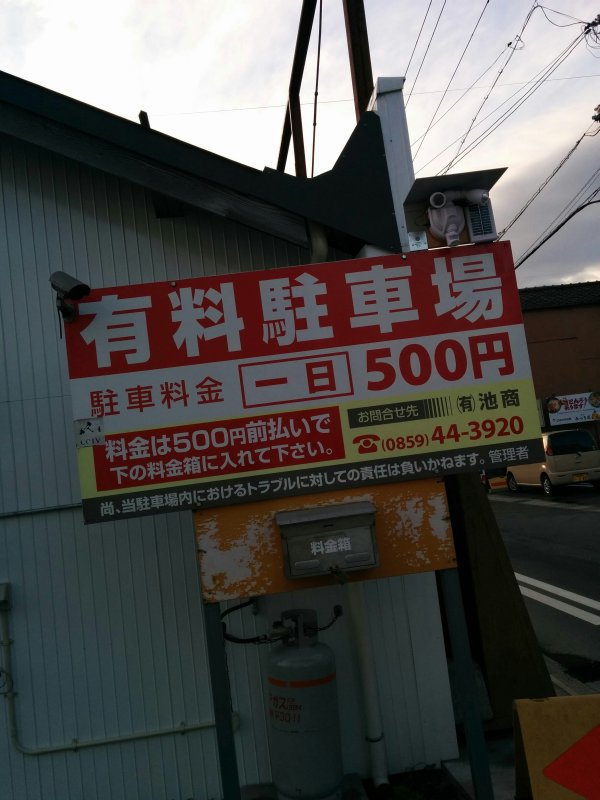 有料駐車場
駐車料金 一日 500円
料金は500円前払いで
下の料金箱に入れて下さい。
お問合せ先 (有)池商
☎(0859)44-3920
尚、当駐車場内におけるトラブルに対しての責任は負いかねます。管理者
料金箱